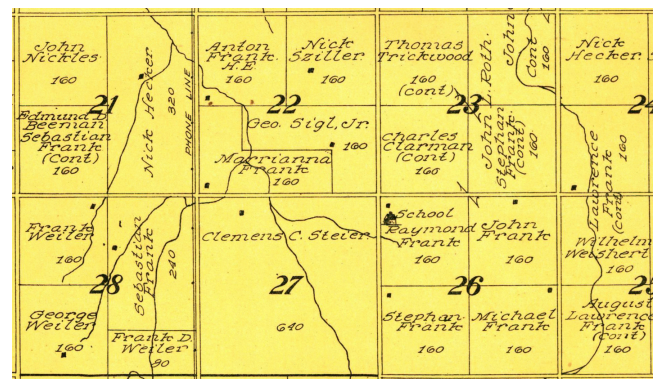 John
Nickles
160
Nick Hecker
320
PHONE LINE
Edmund D.
Beeman
Sebastian
Frank
(Cont)
160
21
Anton
Frank
H.E
160
Nick
Sziller
160
22
Geo. Sigl, Jr.
160
Marrianna
Frank
160
Thomas
Trickwood
160
(cont)
John L. Roth.
John
Cont
160
23
Charles
Clarman
(Cont)
160
Stephan
Frank
(Cont)
160
Nick
Hecker
160
24
Lawrence
Frank
(Cont)
160
Frank
Weiler
160
Sebastian
Frank
240
28
George
Weiler
160
Frank D.
Weiler
80
Clemens C. Steier
27
640
School
Raymond
Frank
160
John
Frank
160
26
Stephan
Frank
160
Michael
Frank
160
Wilhelm
Weishert
160
25
August
Lawrence
Frank
(Cont)
160